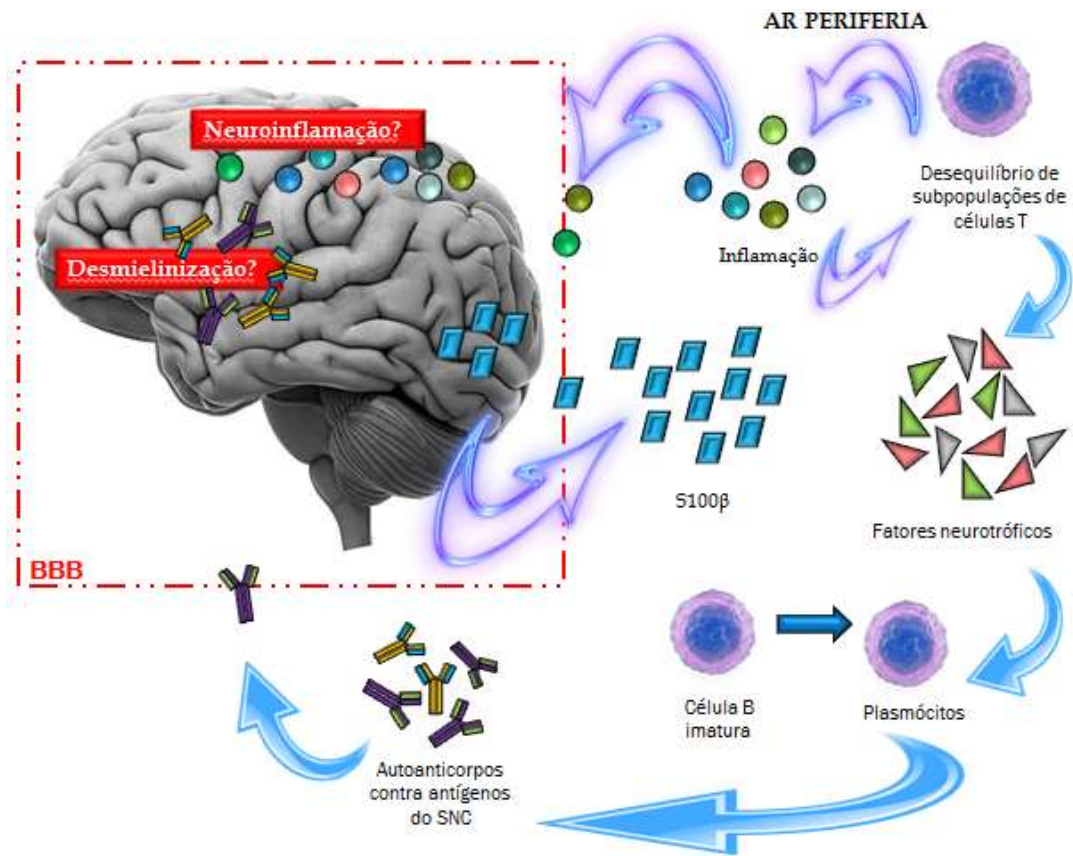 AR PERIFERIA
Neuroinflamação?
Desequilíbrio de
subpopulações de
células T
Inflamação
Desmielinização?
S100β
Fatores neurotróficos
BBB
Célula B
imatura
Plasmócitos
Autoanticorpos
contra antígenos
do SNC